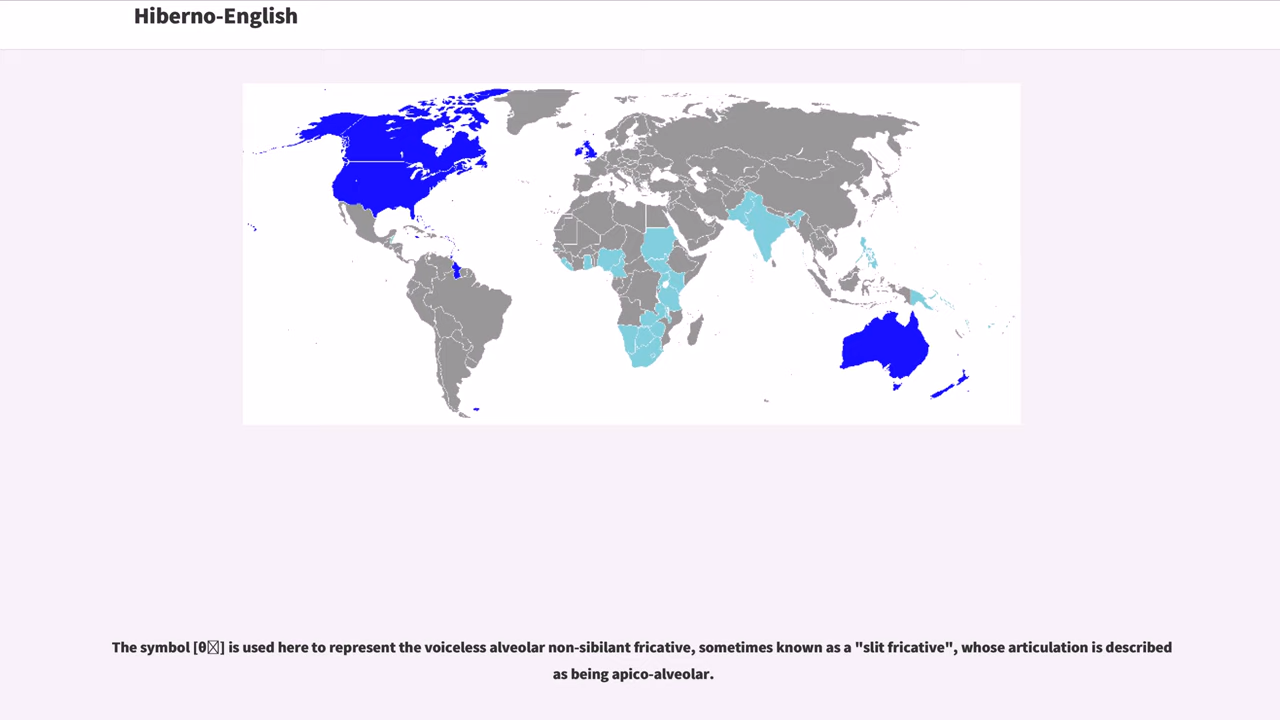 Hiberno-English
The symbol [θ□] is used here to represent the voiceless alveolar non-sibilant fricative, sometimes known as a "slit fricative", whose articulation is described
as being apico-alveolar.